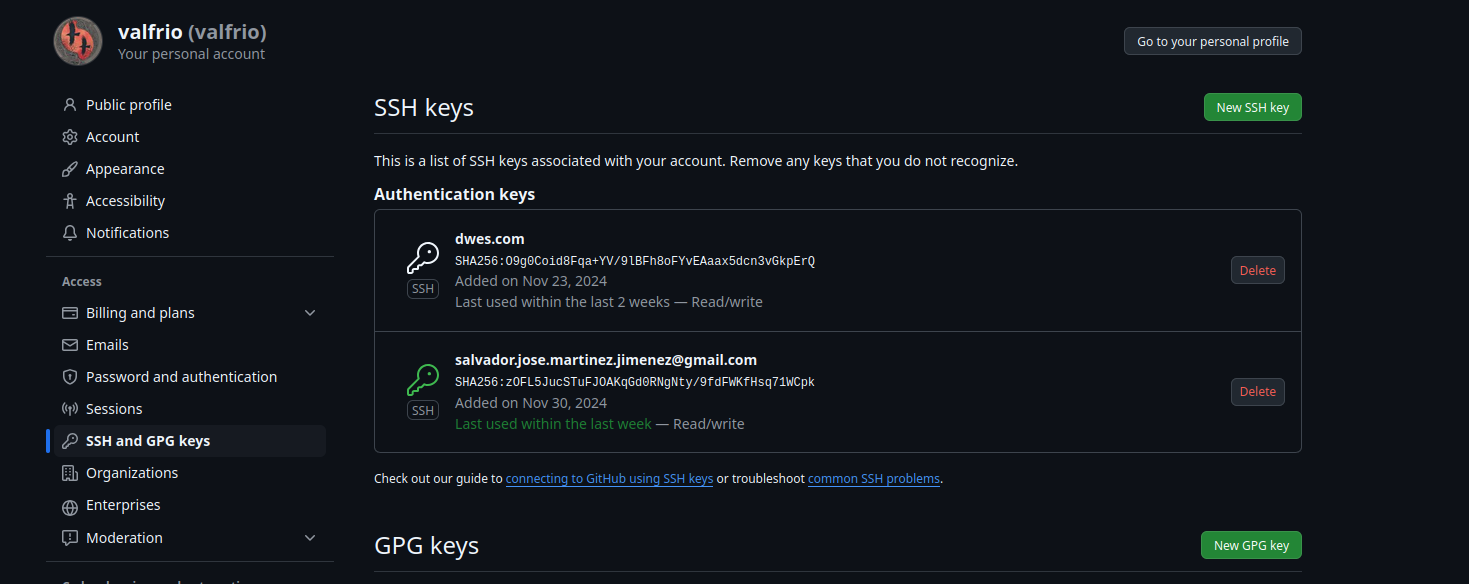 valfrio (valfrio)
Your personal account
Go to your personal profile
Public profile
Account
Appearance
Accessibility
Notifications
Access
Billing and plans
Emails
Password and authentication
Sessions
SSH and GPG keys
Organizations
Enterprises
Moderation
SSH keys
New SSH key
This is a list of SSH keys associated with your account. Remove any keys that you do not recognize.
Authentication keys
dwes.com
SHA256:O9g0Coid8Fqa+YV/9lBFh8oFYvEAaax5dcn3vGkpErQ
SSH
Added on Nov 23, 2024
Last used within the last 2 weeks — Read/write
Delete
salvador.jose.martinez.jimenez@gmail.com
SHA256:zOFL5JucSTuFJOAKqGd0RNgNty/9fdFWKfHsq71WCpk
SSH
Added on Nov 30, 2024
Last used within the last week — Read/write
Delete
Check out our guide to connecting to GitHub using SSH keys or troubleshoot common SSH problems.
GPG keys
New GPG key